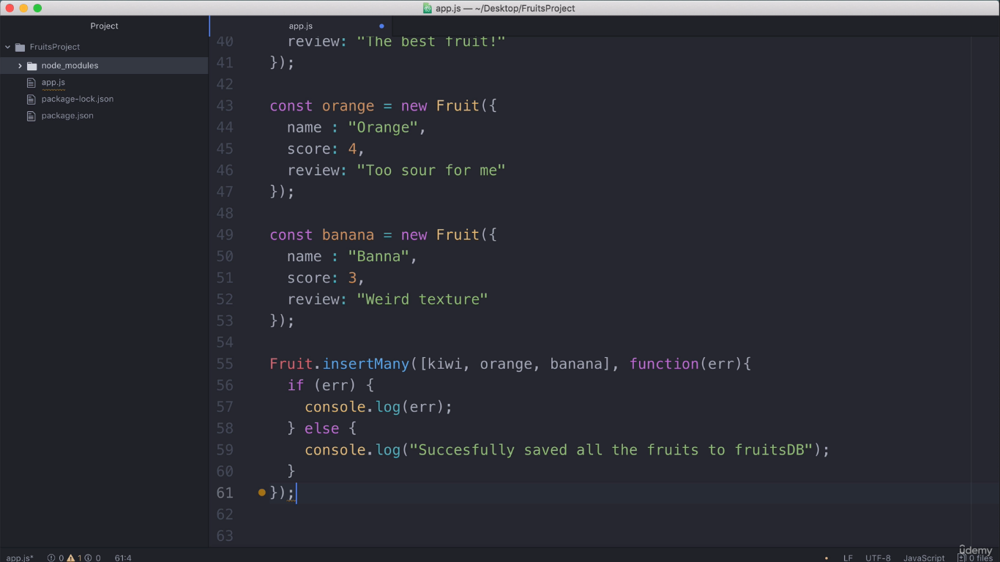 app.js — ~/Desktop/FruitsProject
Project
app.js
FruitsProject
node_modules
app.js
package-lock.json
package.json
40 review: "The best fruit!"
41 });
42
43 const orange = new Fruit({
44 name : "Orange",
45 score: 4,
46 review: "Too sour for me"
47 });
48
49 const banana = new Fruit({
50 name : "Banna",
51 score: 3,
52 review: "Weird texture"
53 });
54
55 Fruit.insertMany([kiwi, orange, banana], function(err){
56 if (err) {
57 console.log(err);
58 } else {
59 console.log("Succesfully saved all the fruits to fruitsDB");
60 }
61 });
62
63
app.js* 0 1 0 61:4 LF UTF-8 JavaScript 0 files
udemy